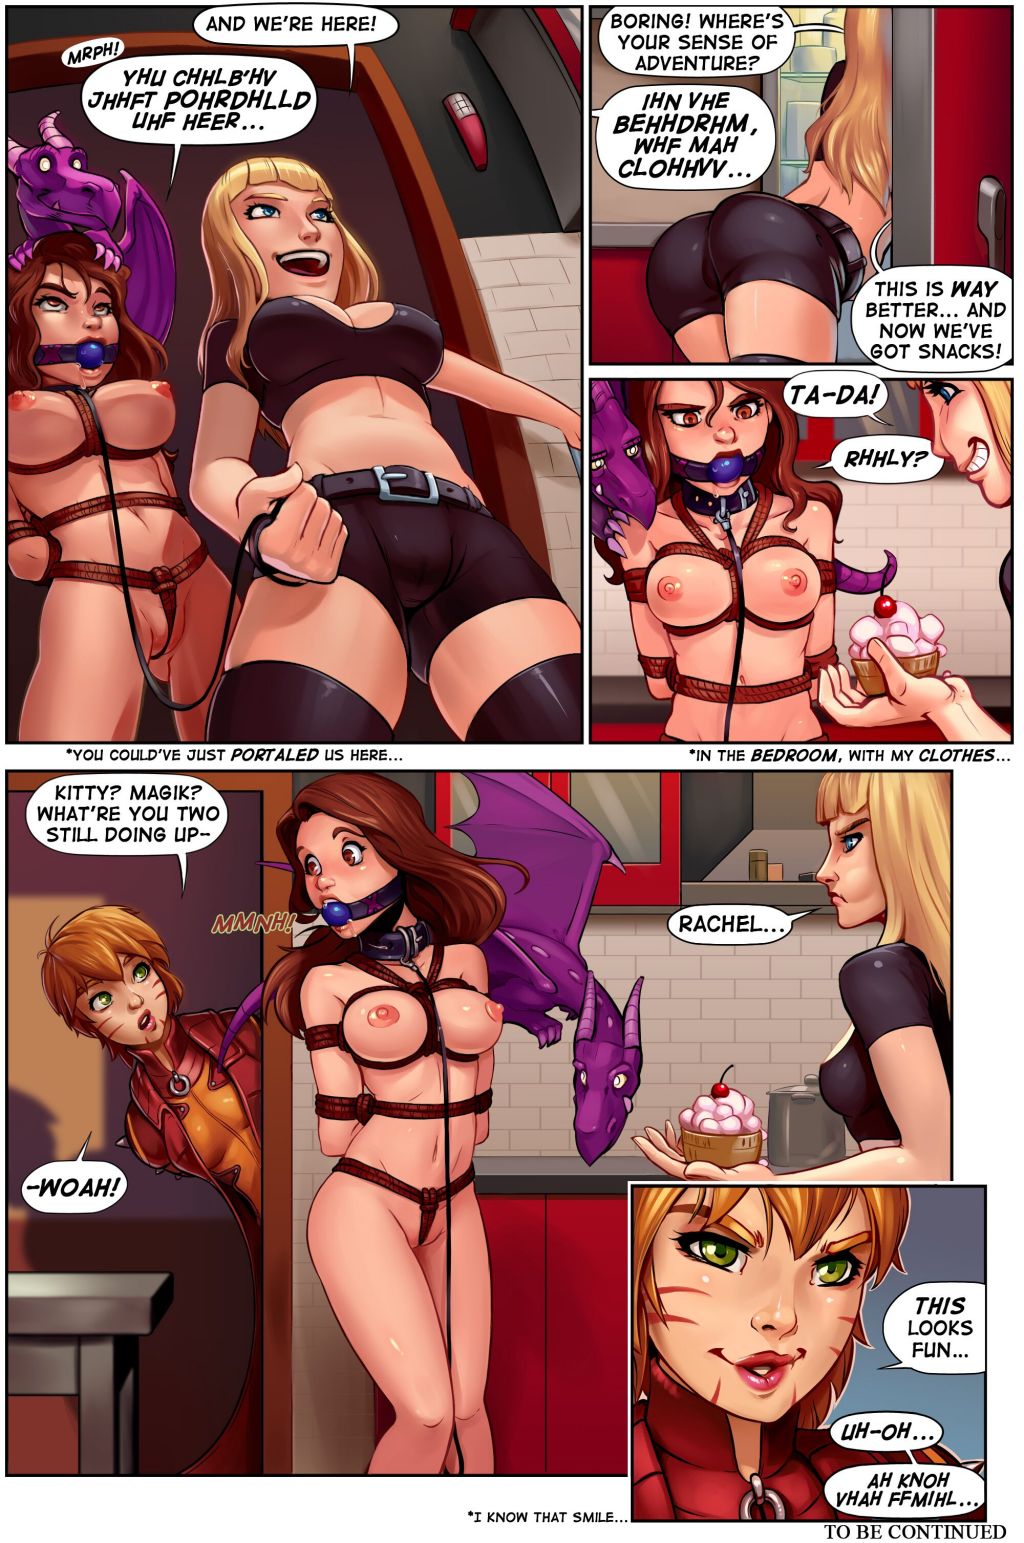 AND WE'RE HERE!
MRPH!
YHU CHHLB'HV
JHHFT POHRDHLLD
UHF HEER...
BORING! WHERE'S
YOUR SENSE OF
ADVENTURE?
IHN VHE
BEHHDRHM,
WHF MAH
CLOHHVV...
THIS IS WAY
BETTER... AND
NOW WE'VE
GOT SNACKS!
TA-DA!
RHHLY?
*YOU COULD'VE JUST PORTALED US HERE...
*IN THE BEDROOM, WITH MY CLOTHES...
KITTY? MAGIK?
WHAT'RE YOU TWO
STILL DOING UP-
MMNH!
RACHEL...
-WOAH!
THIS
LOOKS
FUN...
UH-OH...
AH KNOH
VHAH FFMIHL...
*I KNOW THAT SMILE...
TO BE CONTINUED